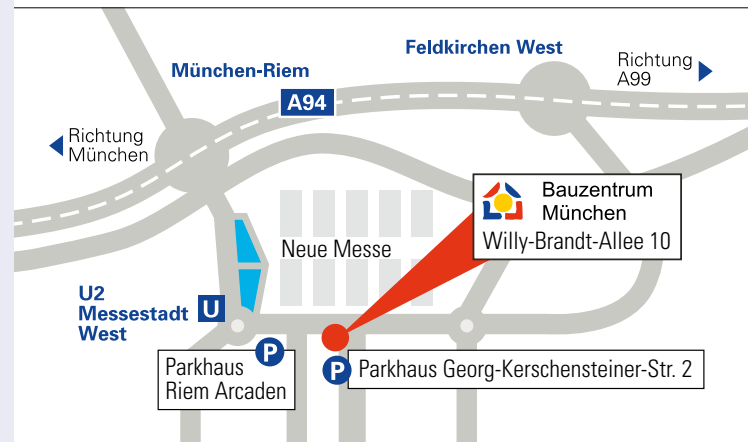 Feldkirchen West
München-Riem
Richtung
A99
A94
Richtung
München
Bauzentrum
München
Willy-Brandt-Allee 10
Neue Messe
U2
Messestadt
West
U
P
Parkhaus
Riem Arcaden
P
Parkhaus Georg-Kerschensteiner-Str. 2